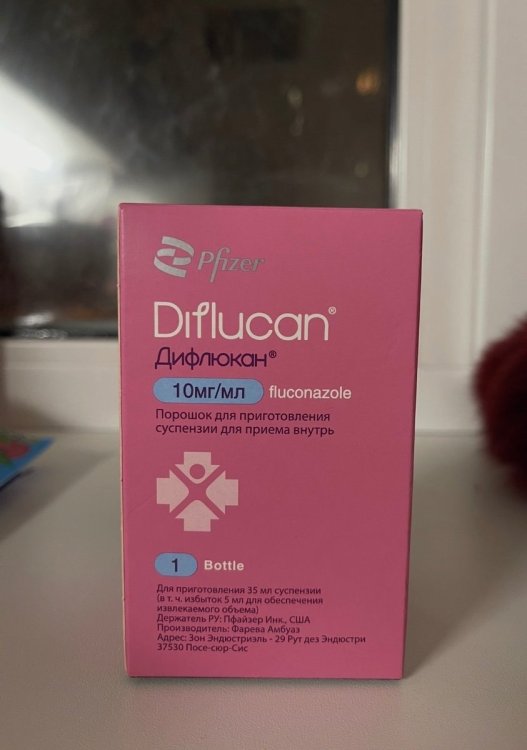 Pfizer
Diflucan®
Дифлюкан®
10мг/мл fluconazole
Порошок для приготовления
суспензии для приема внутрь
1 Bottle
Для приготовления 35 мл суспензии
(в т. ч. избыток 5 мл для обеспечения
извлекаемого объема)
Держатель РУ: Пфайзер Инк., США
Производитель: Фарева Амбуаз
Адрес: Зон Индустриэль - 29 Рут дез Эндюстри
37530 Посе-сюр-Сис